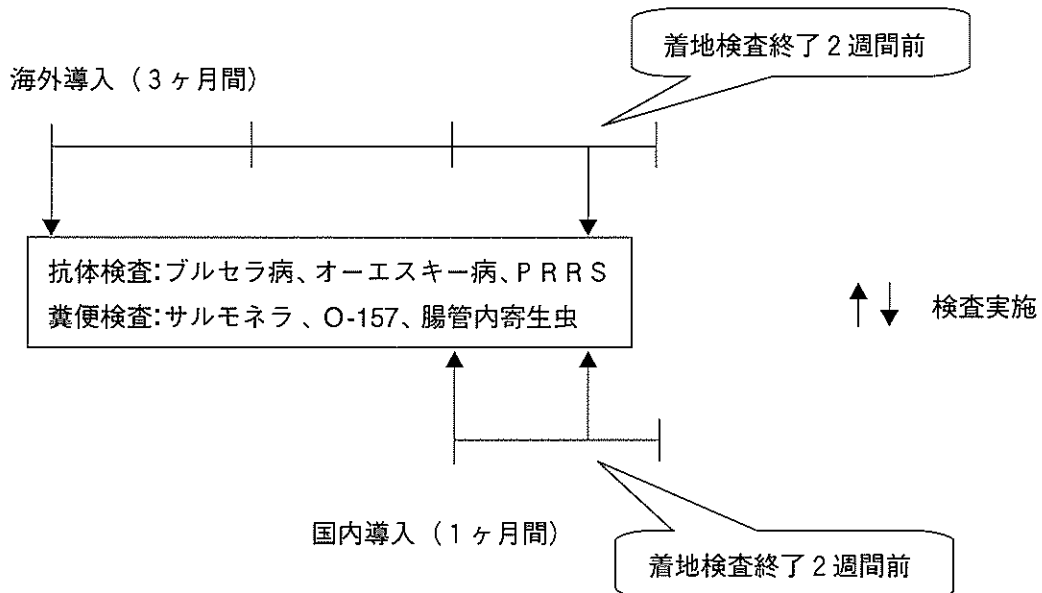 着地検査終了2週間前
海外導入(3ヶ月間)
抗体検査:ブルセラ病、オーエスキー病、PRRS
糞便検査:サルモネラ、O-157、腸管内寄生虫
検査実施
国内導入(1ヶ月間)
着地検査終了2週間前